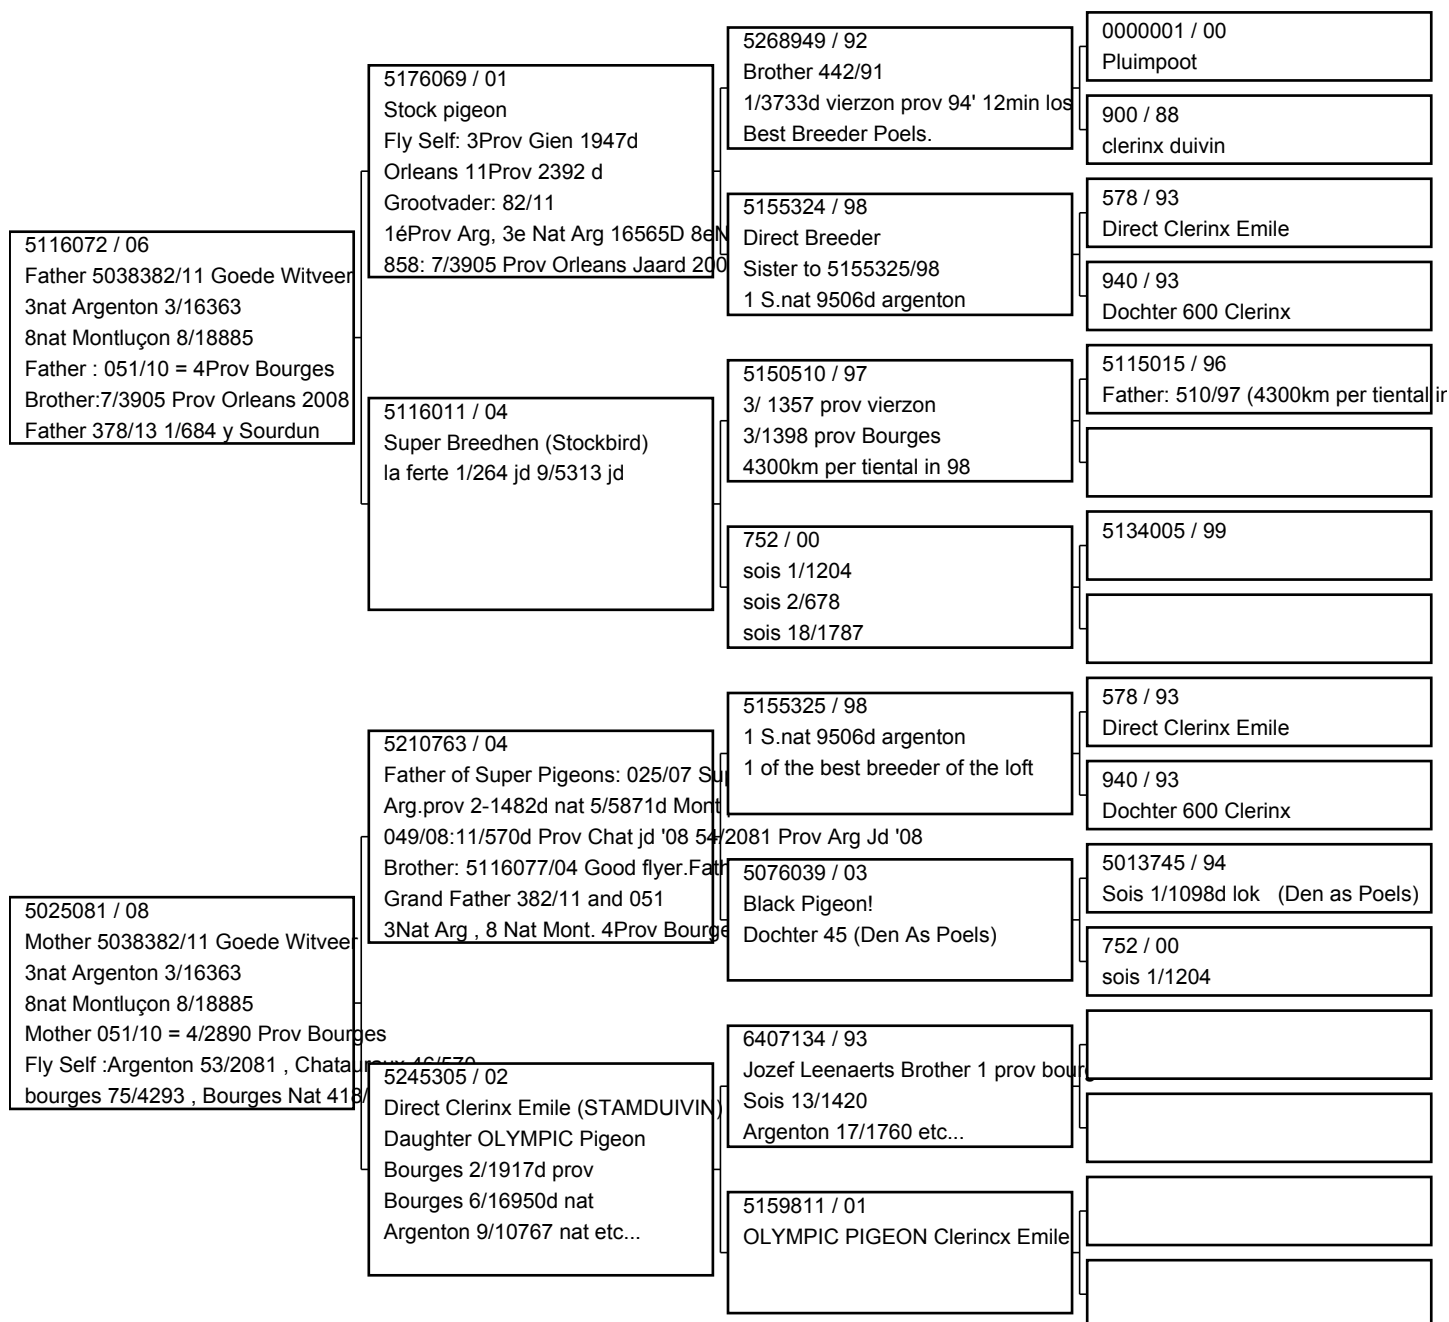 5116072 / 06
Father 5038382/11 Goede Witveer
3nat Argenton 3/16363
8nat Montluçon 8/18885
Father : 051/10 = 4Prov Bourges
Brother:7/3905 Prov Orleans 2008
Father 378/13 1/684 y Sourdun
5025081 / 08
Mother 5038382/11 Goede Witveer
3nat Argenton 3/16363
8nat Montluçon 8/18885
Mother 051/10 = 4/2890 Prov Bourges
Fly Self :Argenton 53/2081 , Chatauroux 46/570
bourges 75/4293 , Bourges Nat 418/
5176069 / 01
Stock pigeon
Fly Self: 3Prov Gien 1947d
Orleans 11Prov 2392 d
Grootvader: 82/11
1éProv Arg, 3e Nat Arg 16565D 8eN
858: 7/3905 Prov Orleans Jaard 200
5116011 / 04
Super Breedhen (Stockbird)
la ferte 1/264 jd 9/5313 jd
5210763 / 04
Father of Super Pigeons: 025/07 Sup
Arg.prov 2-1482d nat 5/5871d Mont
049/08:11/570d Prov Chat jd '08 54/2081 Prov Arg Jd '08
Brother: 5116077/04 Good flyer.Fath
Grand Father 382/11 and 051
3Nat Arg , 8 Nat Mont. 4Prov Bourge
5245305 / 02
Direct Clerinx Emile (STAMDUIVIN)
Daughter OLYMPIC Pigeon
Bourges 2/1917d prov
Bourges 6/16950d nat
Argenton 9/10767 nat etc...
5268949 / 92
Brother 442/91
1/3733d vierzon prov 94' 12min los
Best Breeder Poels.
5155324 / 98
Direct Breeder
Sister to 5155325/98
1 S.nat 9506d argenton
5150510 / 97
3/ 1357 prov vierzon
3/1398 prov Bourges
4300km per tiental in 98
752 / 00
sois 1/1204
sois 2/678
sois 18/1787
5155325 / 98
1 S.nat 9506d argenton
1 of the best breeder of the loft
5076039 / 03
Black Pigeon!
Dochter 45 (Den As Poels)
6407134 / 93
Jozef Leenaerts Brother 1 prov bourg
Sois 13/1420
Argenton 17/1760 etc...
5159811 / 01
OLYMPIC PIGEON Clerincx Emile
0000001 / 00
Pluimpoot
900 / 88
clerinx duivin
578 / 93
Direct Clerinx Emile
940 / 93
Dochter 600 Clerinx
5115015 / 96
Father: 510/97 (4300km per tiental in
5134005 / 99
578 / 93
Direct Clerinx Emile
940 / 93
Dochter 600 Clerinx
5013745 / 94
Sois 1/1098d lok (Den as Poels)
752 / 00
sois 1/1204